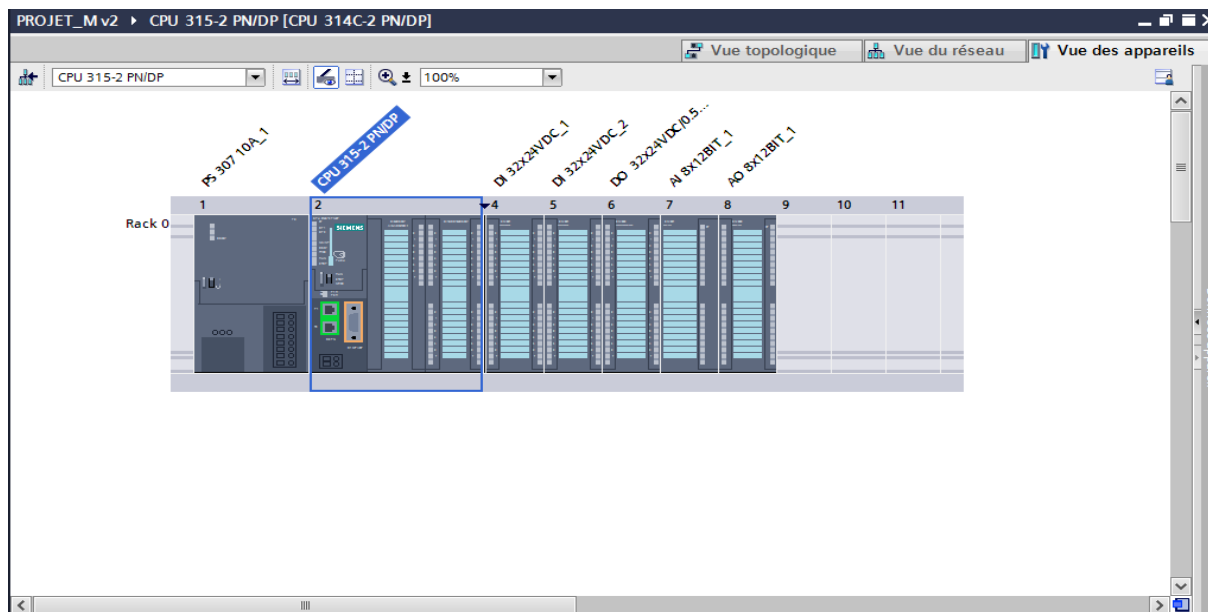 PROJET_M v2 ▸ CPU 315-2 PN/DP [CPU 314C-2 PN/DP]
Vue topologique Vue du réseau Vue des appareils
CPU 315-2 PN/DP 100%
PS 307 10A_1 CPU 315-2 PN/DP DI 32x24VDC_1 DI 32x24VDC_2 DO 32x24VDC/0.5... AI 8x12BIT_1 AO 8x12BIT_1
1 2 4 5 6 7 8 9 10 11
Rack 0
SIEMENS